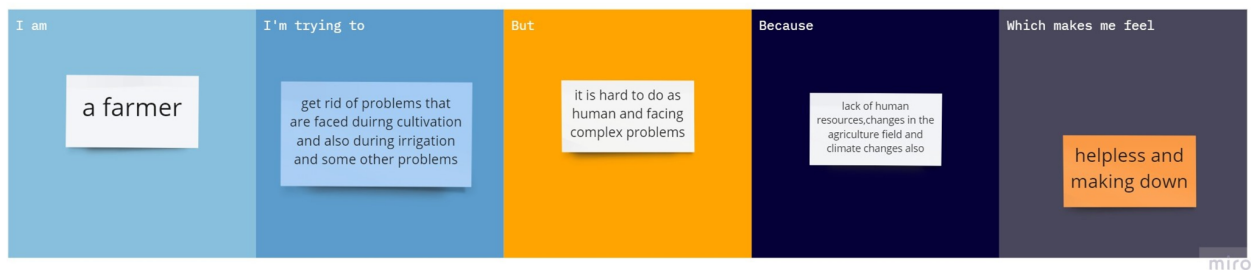 I am
a farmer
I'm trying to
get rid of problems that
are faced duirng cultivation
and also during irrigation
and some other problems
But
it is hard to do as
human and facing
complex problems
Because
lack of human
resources,changes in the
agriculture field and
climate changes also
Which makes me feel
helpless and
making down
miro